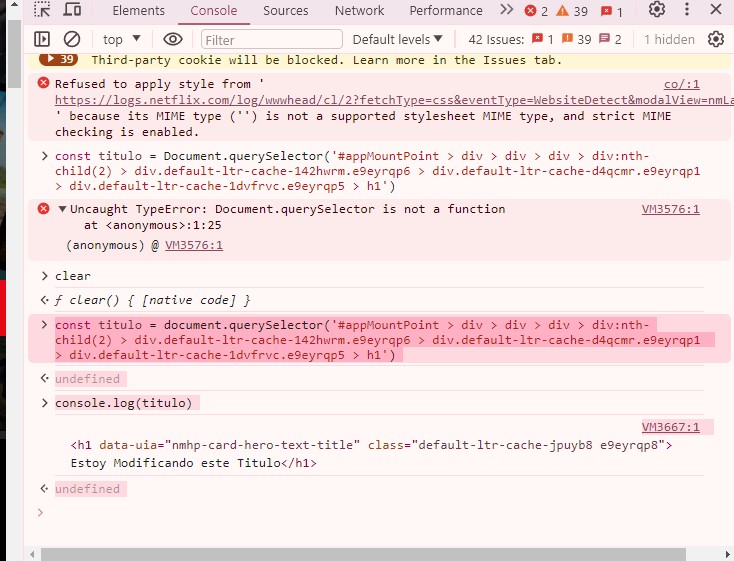 Elements Console Sources Network Performance 2 39 1
top Filter Default levels 42 Issues: 1 39 2 1 hidden
39 Third-party cookie will be blocked. Learn more in the Issues tab.
Refused to apply style from ' co/:1
https://logs.netflix.com/log/wwwhead/cl/2?fetchType=css&eventType=WebsiteDetect&modalView=nmLa
' because its MIME type ('') is not a supported stylesheet MIME type, and strict MIME
checking is enabled.
const titulo = Document.querySelector('#appMountPoint > div > div > div > div:nth-
child(2) > div.default-ltr-cache-142hwrm.e9eyrqp6 > div.default-ltr-cache-d4qcmr.e9eyrqp1
> div.default-ltr-cache-1dvfrvc.e9eyrqp5 > h1')
Uncaught TypeError: Document.querySelector is not a function VM3576:1
at <anonymous>:1:25
(anonymous) @ VM3576:1
clear
ƒ clear() { [native code] }
const titulo = document.querySelector('#appMountPoint > div > div > div > div:nth-
child(2) > div.default-ltr-cache-142hwrm.e9eyrqp6 > div.default-ltr-cache-d4qcmr.e9eyrqp1
> div.default-ltr-cache-1dvfrvc.e9eyrqp5 > h1')
undefined
console.log(titulo)
VM3667:1
<h1 data-uia="nmhp-card-hero-text-title" class="default-ltr-cache-jpuyb8 e9eyrqp8">
Estoy Modificando este Titulo</h1>
undefined